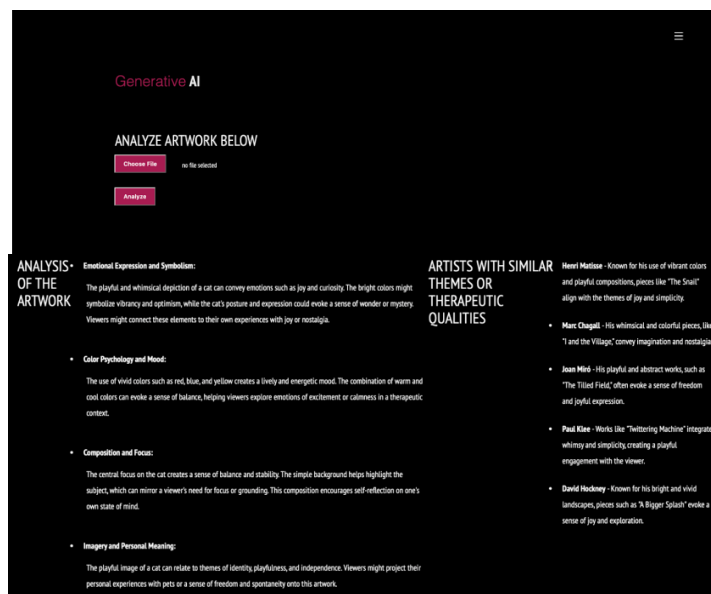 Generative AI
ANALYZE ARTWORK BELOW
Choose File no file selected
Analyze
ANALYSIS
OF THE
ARTWORK
• Emotional Expression and Symbolism:
The playful and whimsical depiction of a cat can convey emotions such as joy and curiosity. The bright colors might
symbolize vibrancy and optimism, while the cat's posture and expression could evoke a sense of wonder or mystery.
Viewers might connect these elements to their own experiences with joy or nostalgia.
• Color Psychology and Mood:
The use of vivid colors such as red, blue, and yellow creates a lively and energetic mood. The combination of warm and
cool colors can evoke a sense of balance, helping viewers explore emotions of excitement or calmness in a therapeutic
context.
• Composition and Focus:
The central focus on the cat creates a sense of balance and stability. The simple background helps highlight the
subject, which can mirror a viewer's need for focus or grounding. This composition encourages self-reflection on one's
own state of mind.
• Imagery and Personal Meaning:
The playful image of a cat can relate to themes of identity, playfulness, and independence. Viewers might project their
personal experiences with pets or a sense of freedom and spontaneity onto this artwork.
ARTISTS WITH SIMILAR
THEMES OR
THERAPEUTIC
QUALITIES
Henri Matisse - Known for his use of vibrant colors
and playful compositions, pieces like "The Snail"
align with the themes of joy and simplicity.
• Marc Chagall - His whimsical and colorful pieces, like
"I and the Village," convey imagination and nostalgia
• Joan Miró - His playful and abstract works, such as
"The Tilled Field," often evoke a sense of freedom
and joyful expression.
• Paul Klee - Works like "Twittering Machine" integrate
whimsy and simplicity, creating a playful
engagement with the viewer.
• David Hockney - Known for his bright and vivid
landscapes, pieces such as "A Bigger Splash" evoke a
sense of joy and exploration.